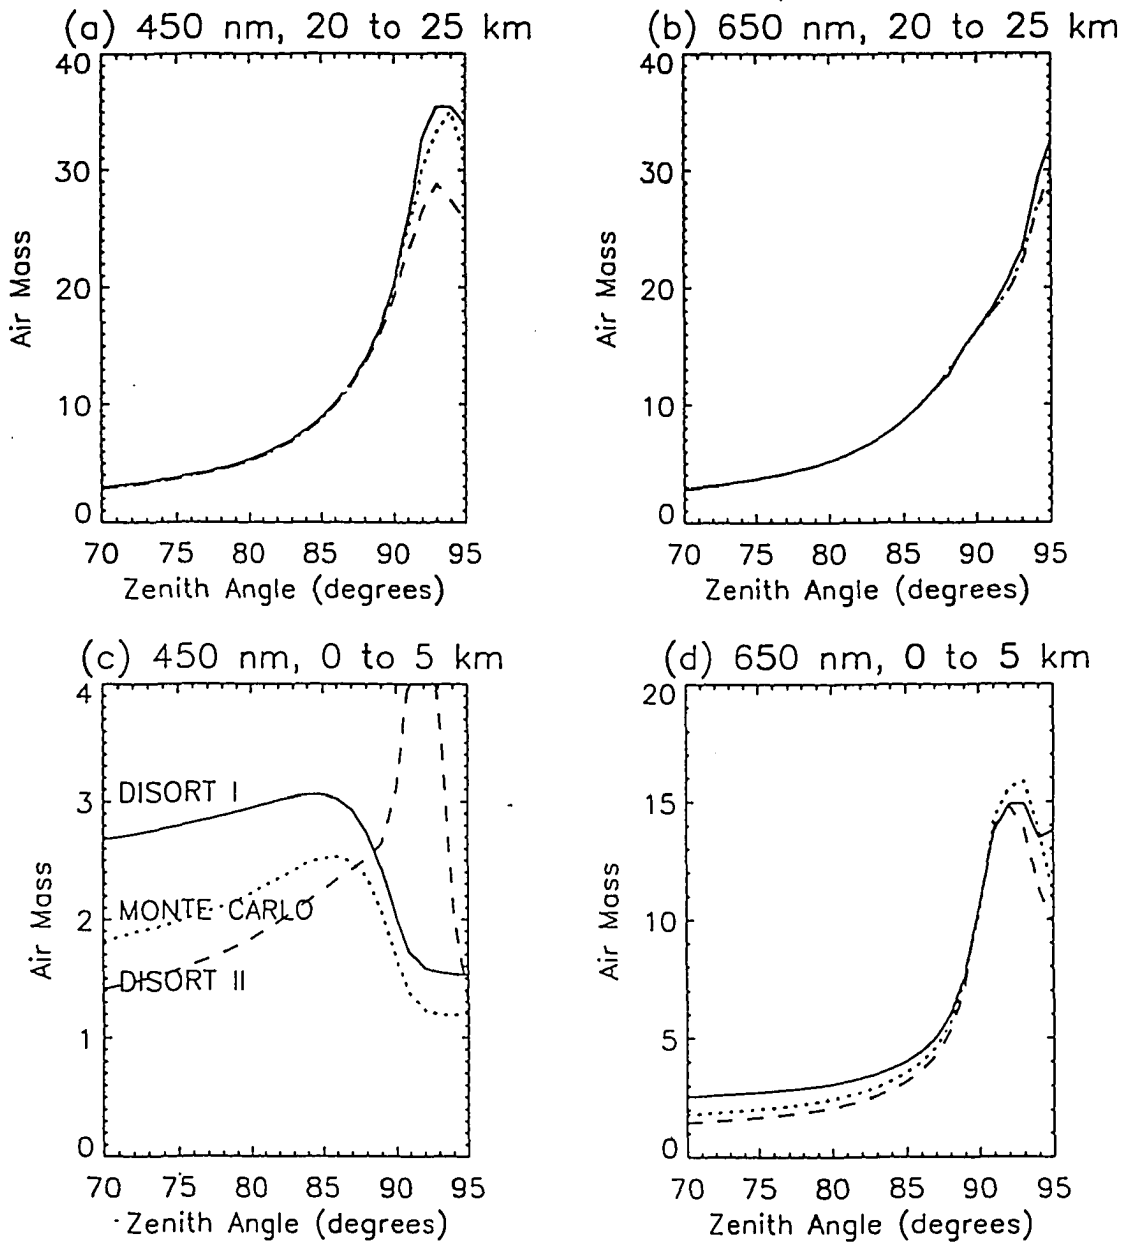 (a) 450 nm, 20 to 25 km
40
30
20
10
0
Air Mass
70 75 80 85 90 95
Zenith Angle (degrees)
(b) 650 nm, 20 to 25 km
40
30
20
10
0
Air Mass
70 75 80 85 90 95
Zenith Angle (degrees)
(c) 450 nm, 0 to 5 km
4
3
2
1
0
Air Mass
DISORT I
MONTE CARLO
DISORT II
70 75 80 85 90 95
Zenith Angle (degrees)
(d) 650 nm, 0 to 5 km
20
15
10
5
0
Air Mass
70 75 80 85 90 95
Zenith Angle (degrees)